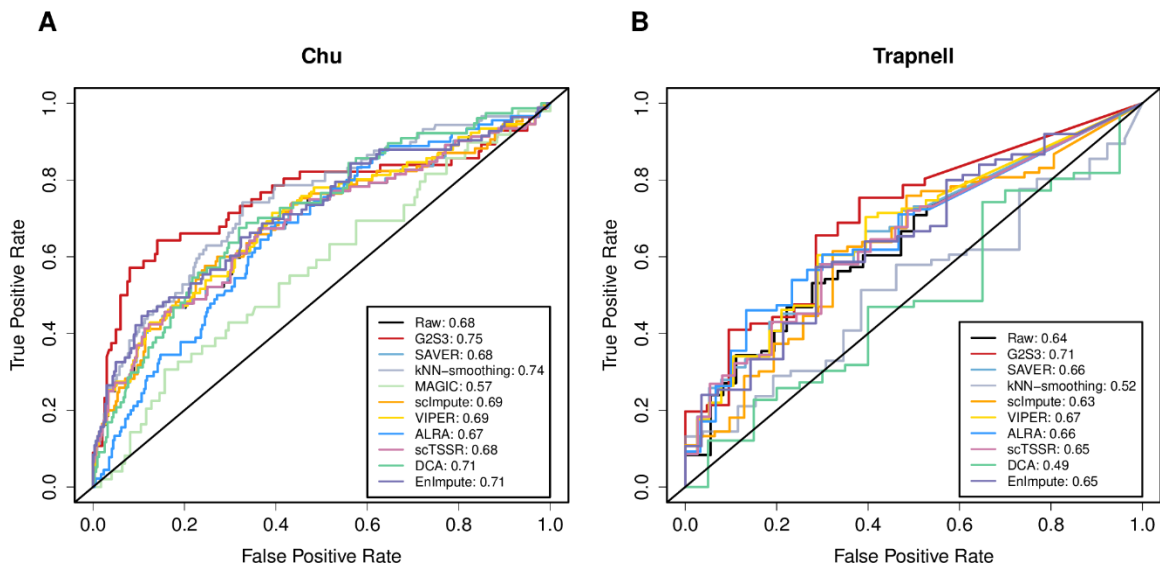 A
Chu
True Positive Rate
1.0
0.8
0.6
0.4
0.2
0.0
Raw: 0.68
G2S3: 0.75
SAVER: 0.68
kNN-smoothing: 0.74
MAGIC: 0.57
scImpute: 0.69
VIPER: 0.69
ALRA: 0.67
scTSSR: 0.68
DCA: 0.71
EnImpute: 0.71
0.0 0.2 0.4 0.6 0.8 1.0
False Positive Rate
B
Trapnell
True Positive Rate
1.0
0.8
0.6
0.4
0.2
0.0
Raw: 0.64
G2S3: 0.71
SAVER: 0.66
kNN-smoothing: 0.52
scImpute: 0.63
VIPER: 0.67
ALRA: 0.66
scTSSR: 0.65
DCA: 0.49
EnImpute: 0.65
0.0 0.2 0.4 0.6 0.8 1.0
False Positive Rate